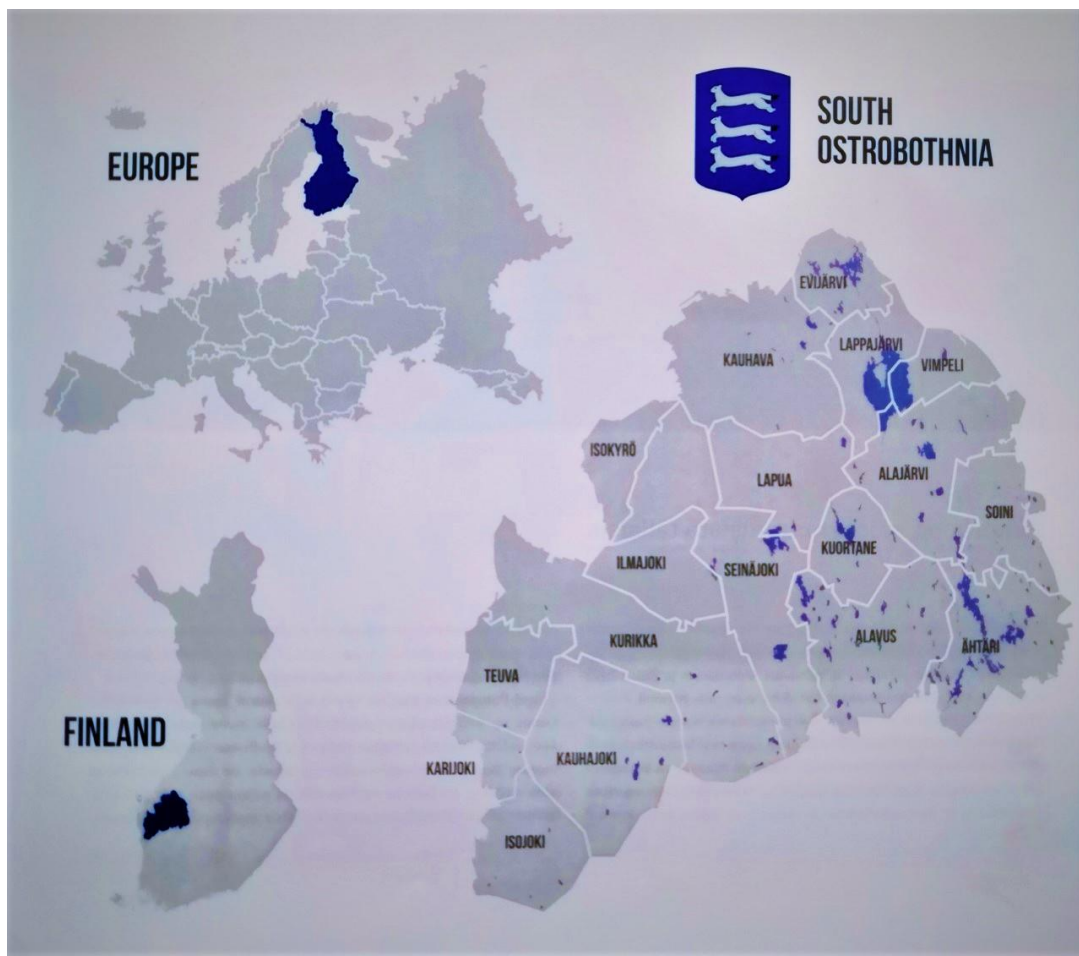 EUROPE
SOUTH
OSTROBOTHNIA
EVIJÄRVI
LAPPAJÄRVI
KAUHAVA
VIMPELI
ISOKYRÖ
LAPUA
ALAJÄRVI
SOINI
KUORTANE
ILMAJOKI
SEINÄJOKI
KURIKKA
ALAVUS
ÄHTÄRI
TEUVA
FINLAND
KARIJOKI
KAUHAJOKI
ISOJOKI